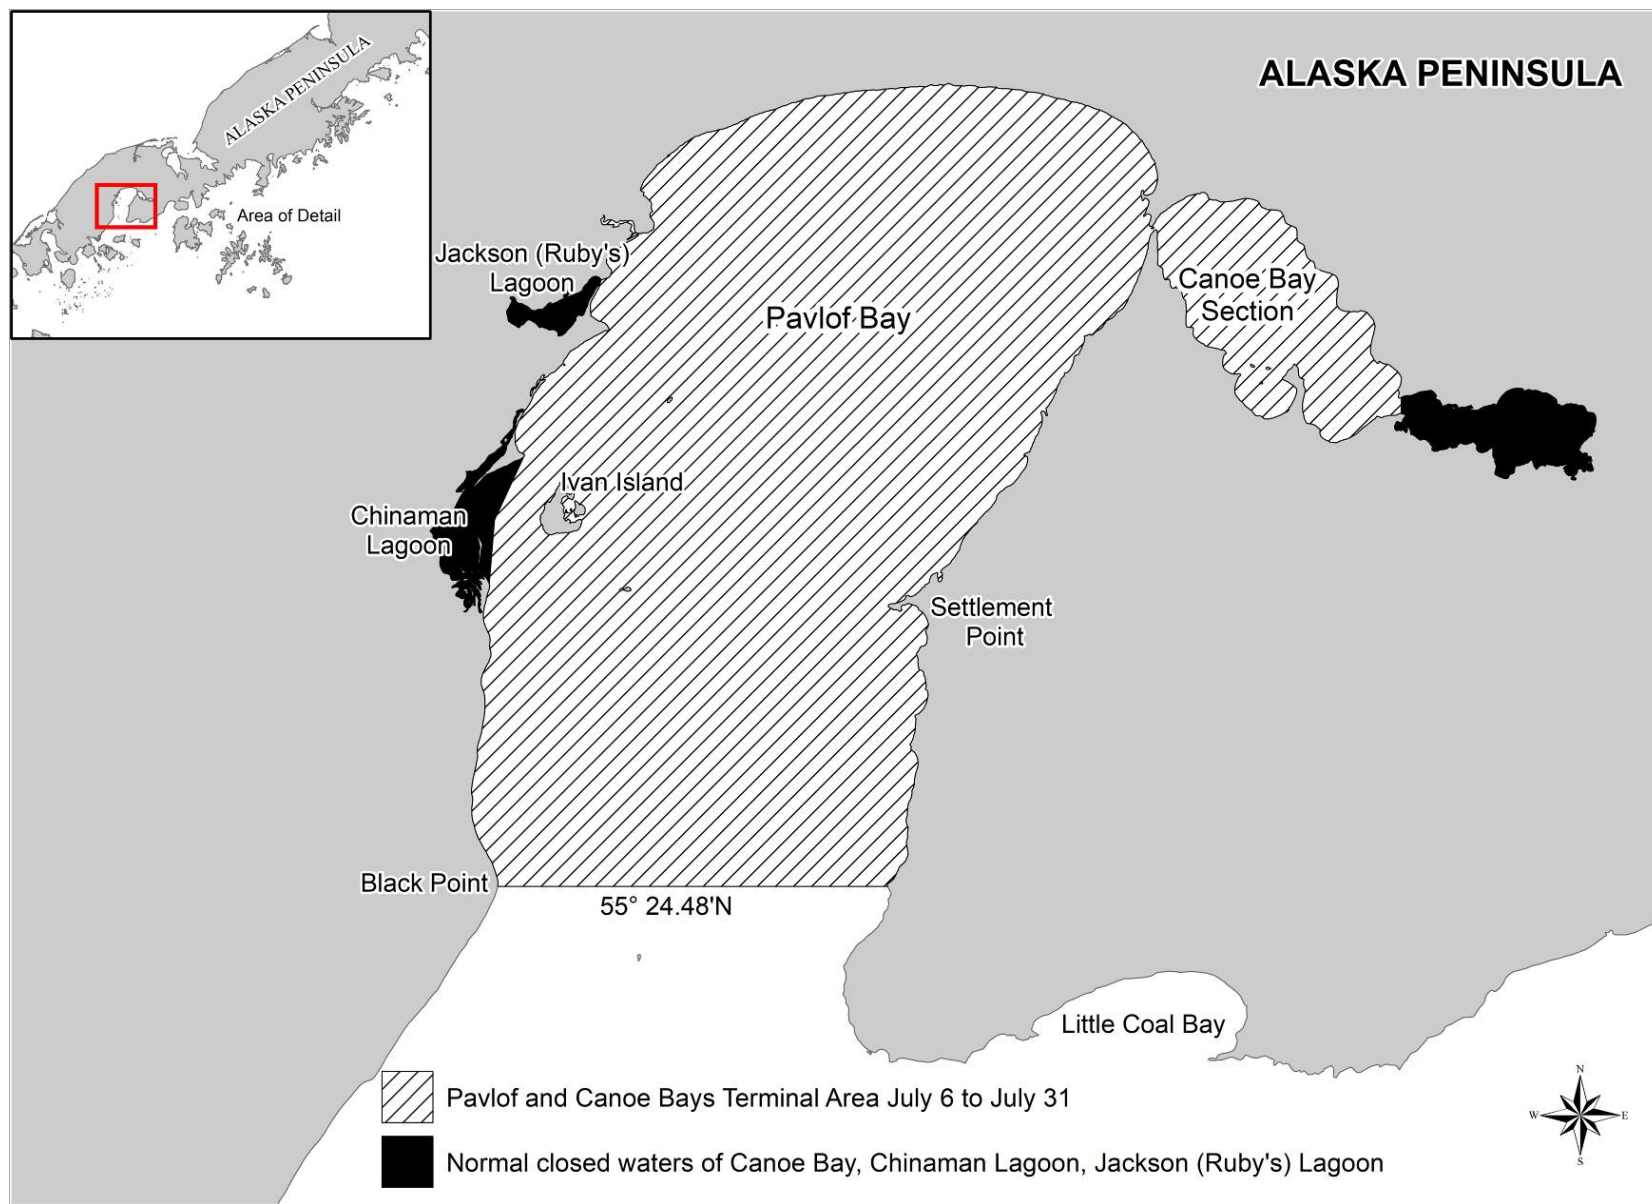 ALASKA PENINSULA
ALASKA PENINSULA
Area of Detail
Jackson (Ruby's)
Lagoon
Pavlof Bay
Canoe Bay
Section
Ivan Island
Chinaman
Lagoon
Settlement
Point
Black Point
55° 24.48'N
Little Coal Bay
Pavlof and Canoe Bays Terminal Area July 6 to July 31
Normal closed waters of Canoe Bay, Chinaman Lagoon, Jackson (Ruby's) Lagoon
N
W
E
S